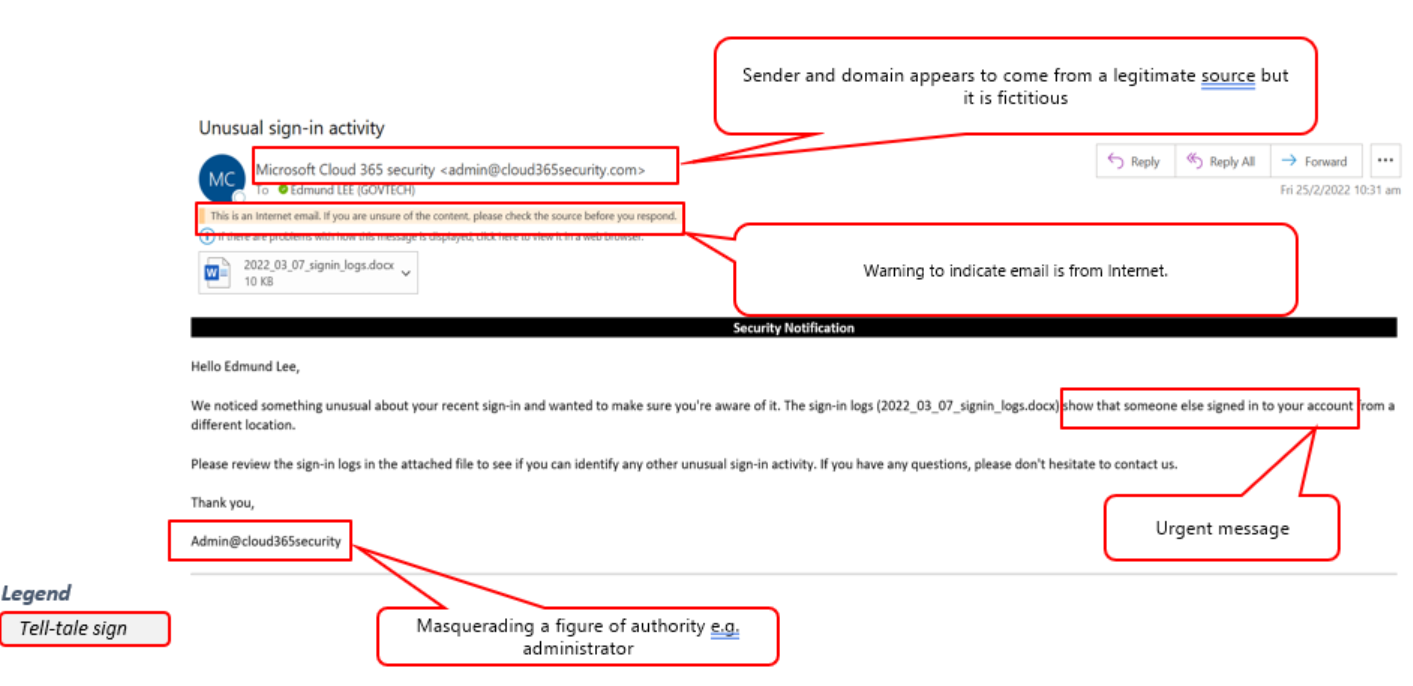 Sender and domain appears to come from a legitimate source but
it is fictitious
Unusual sign-in activity
MC
Microsoft Cloud 365 security <admin@cloud365security.com>
To Edmund LEE (GOVTECH)
Reply
Reply All
Forward
Fri 25/2/2022 10:31 am
This is an Internet email. If you are unsure of the content, please check the source before you respond.
If there are problems with how this message is displayed, click here to view it in a web browser.
W
2022_03_07_signin_logs.docx
10 KB
Warning to indicate email is from Internet.
Security Notification
Hello Edmund Lee,
We noticed something unusual about your recent sign-in and wanted to make sure you're aware of it. The sign-in logs (2022_03_07_signin_logs.docx) show that someone else signed in to your account from a
different location.
Please review the sign-in logs in the attached file to see if you can identify any other unusual sign-in activity. If you have any questions, please don't hesitate to contact us.
Thank you,
Urgent message
Admin@cloud365security
Legend
Tell-tale sign
Masquerading a figure of authority e.g.
administrator